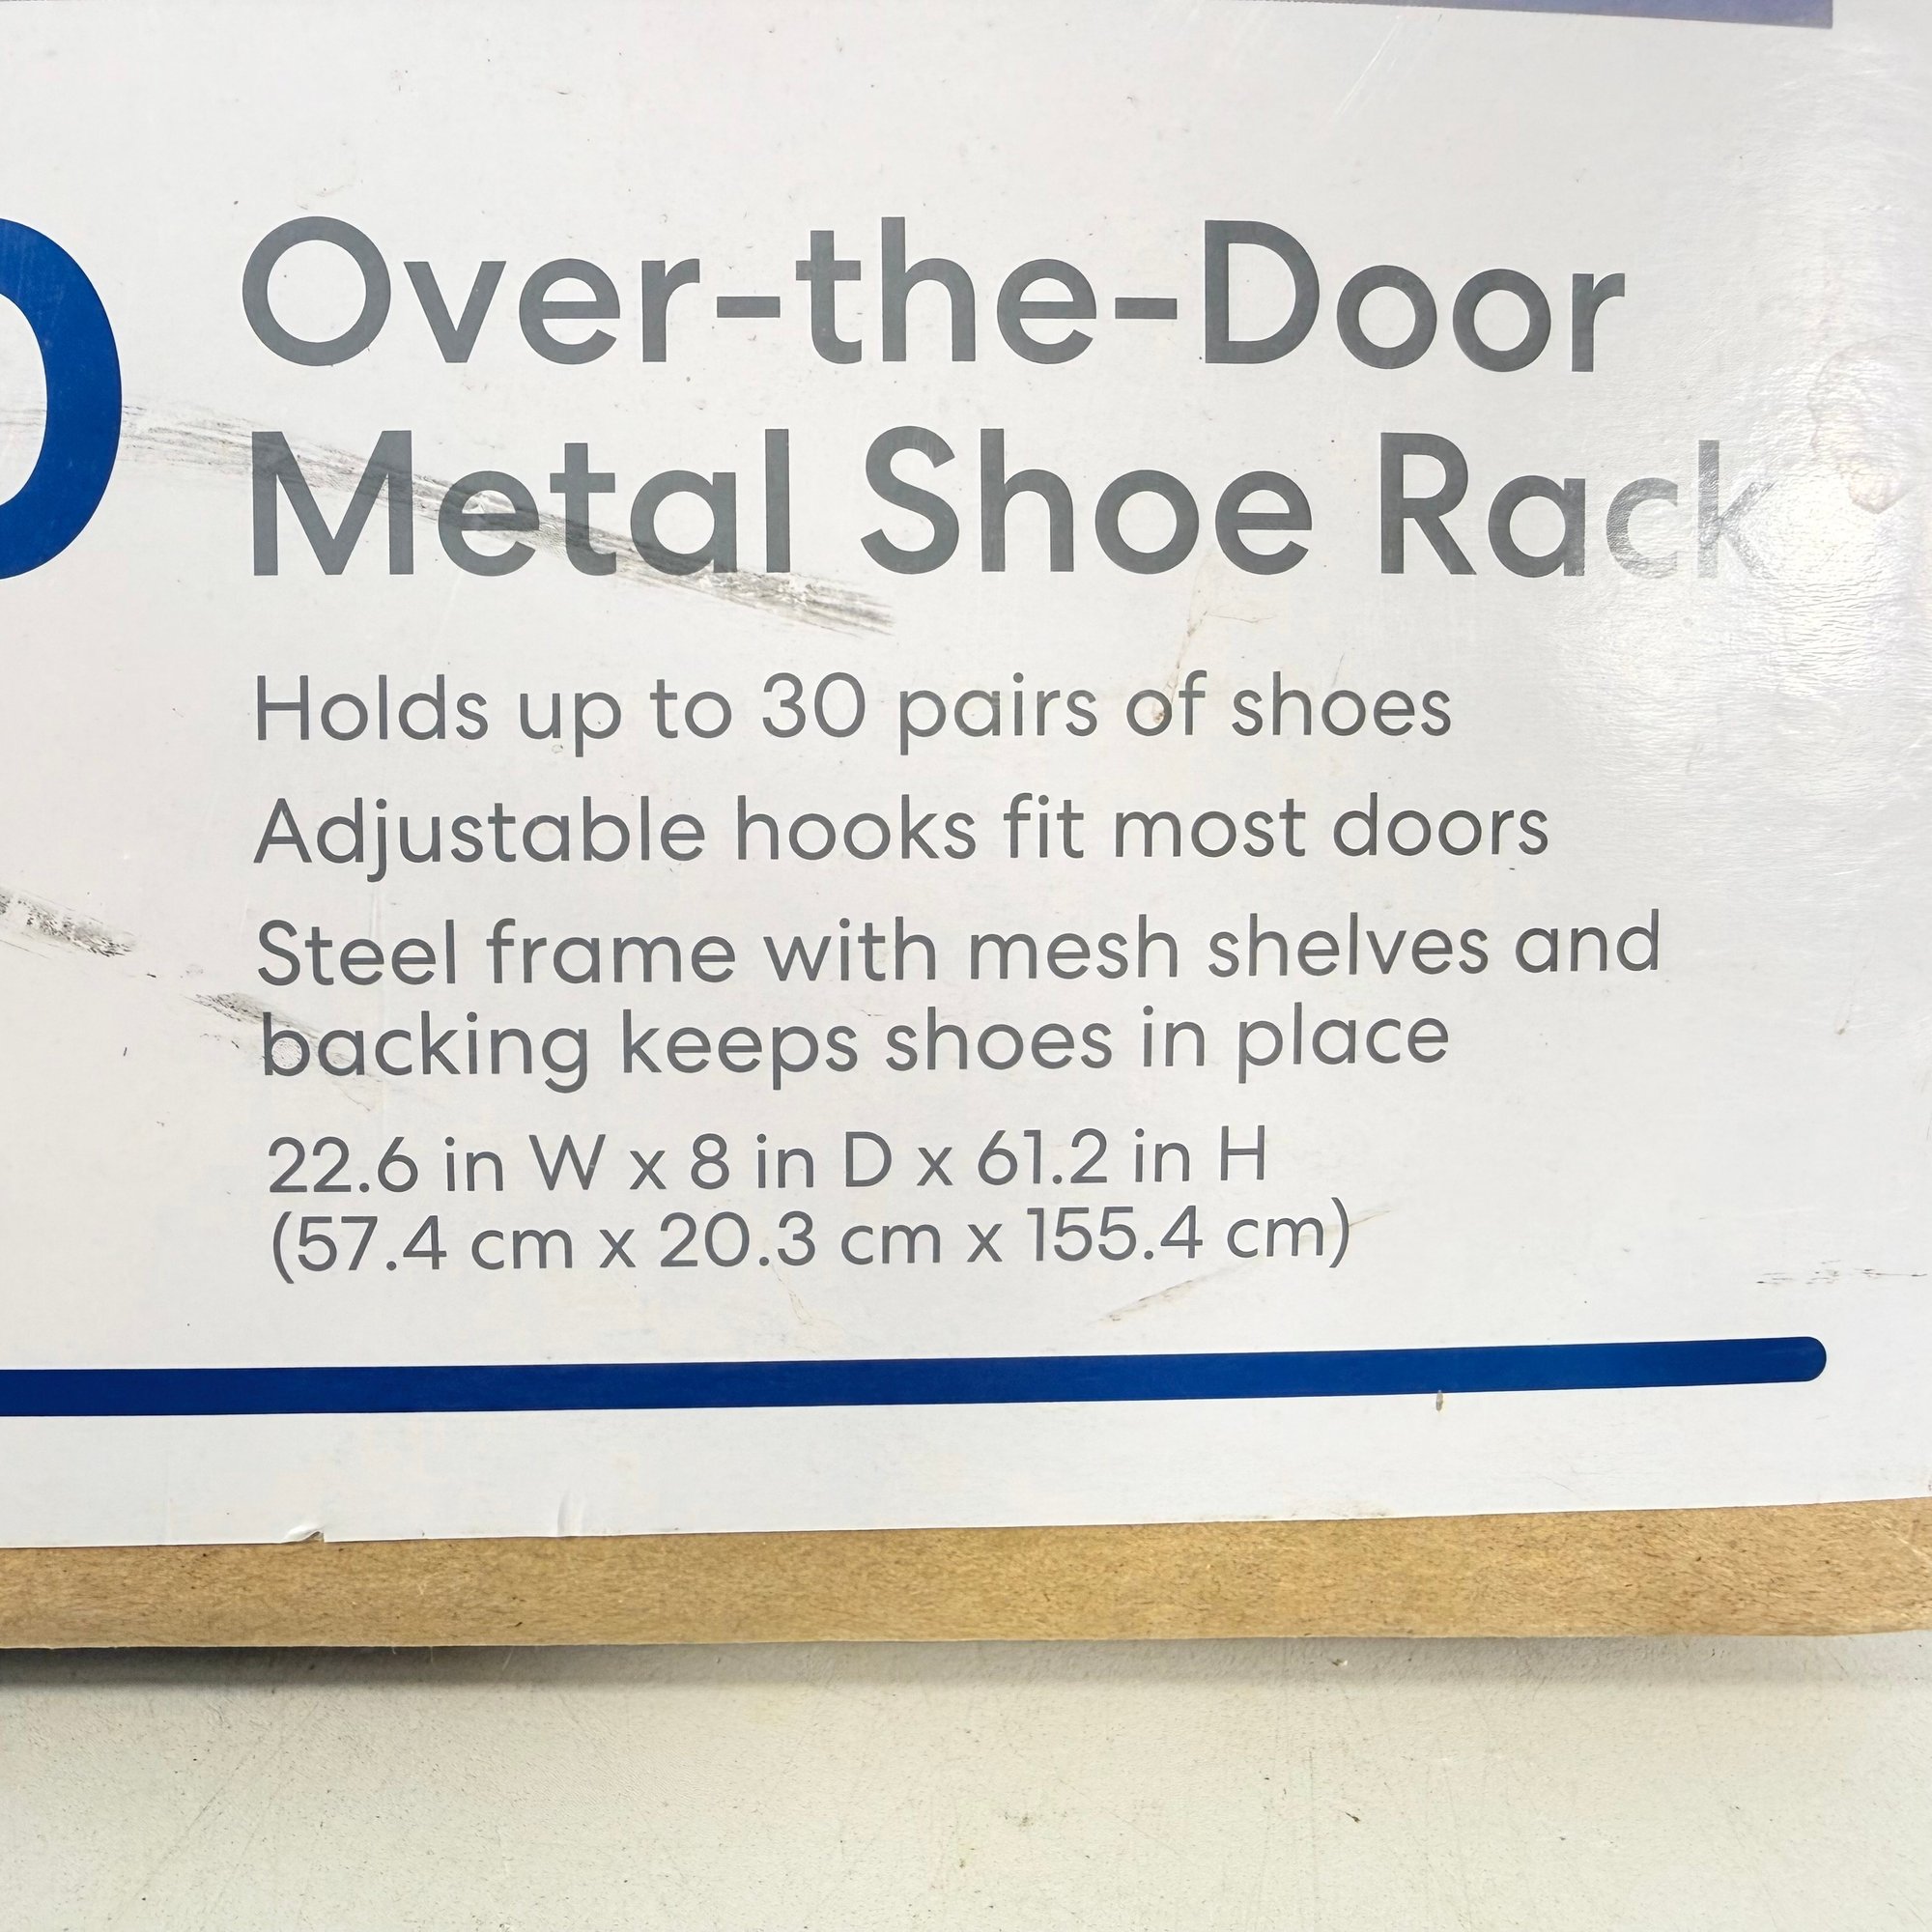 Over-the-Door
Metal Shoe Rack
Holds up to 30 pairs of shoes
Adjustable hooks fit most doors
Steel frame with mesh shelves and
backing keeps shoes in place
22.6 in W x 8 in D x 61.2 in H
(57.4 cm x 20.3 cm x 155.4 cm)